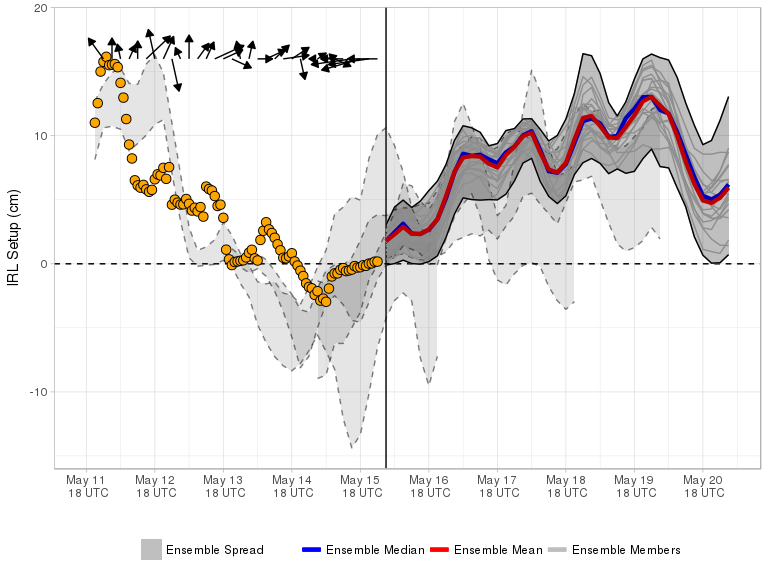 20
10
0
-10
IRL Setup (cm)
May 11 May 12 May 13 May 14 May 15 May 16 May 17 May 18 May 19 May 20
18 UTC 18 UTC 18 UTC 18 UTC 18 UTC 18 UTC 18 UTC 18 UTC 18 UTC 18 UTC
Ensemble Spread Ensemble Median Ensemble Mean Ensemble Members